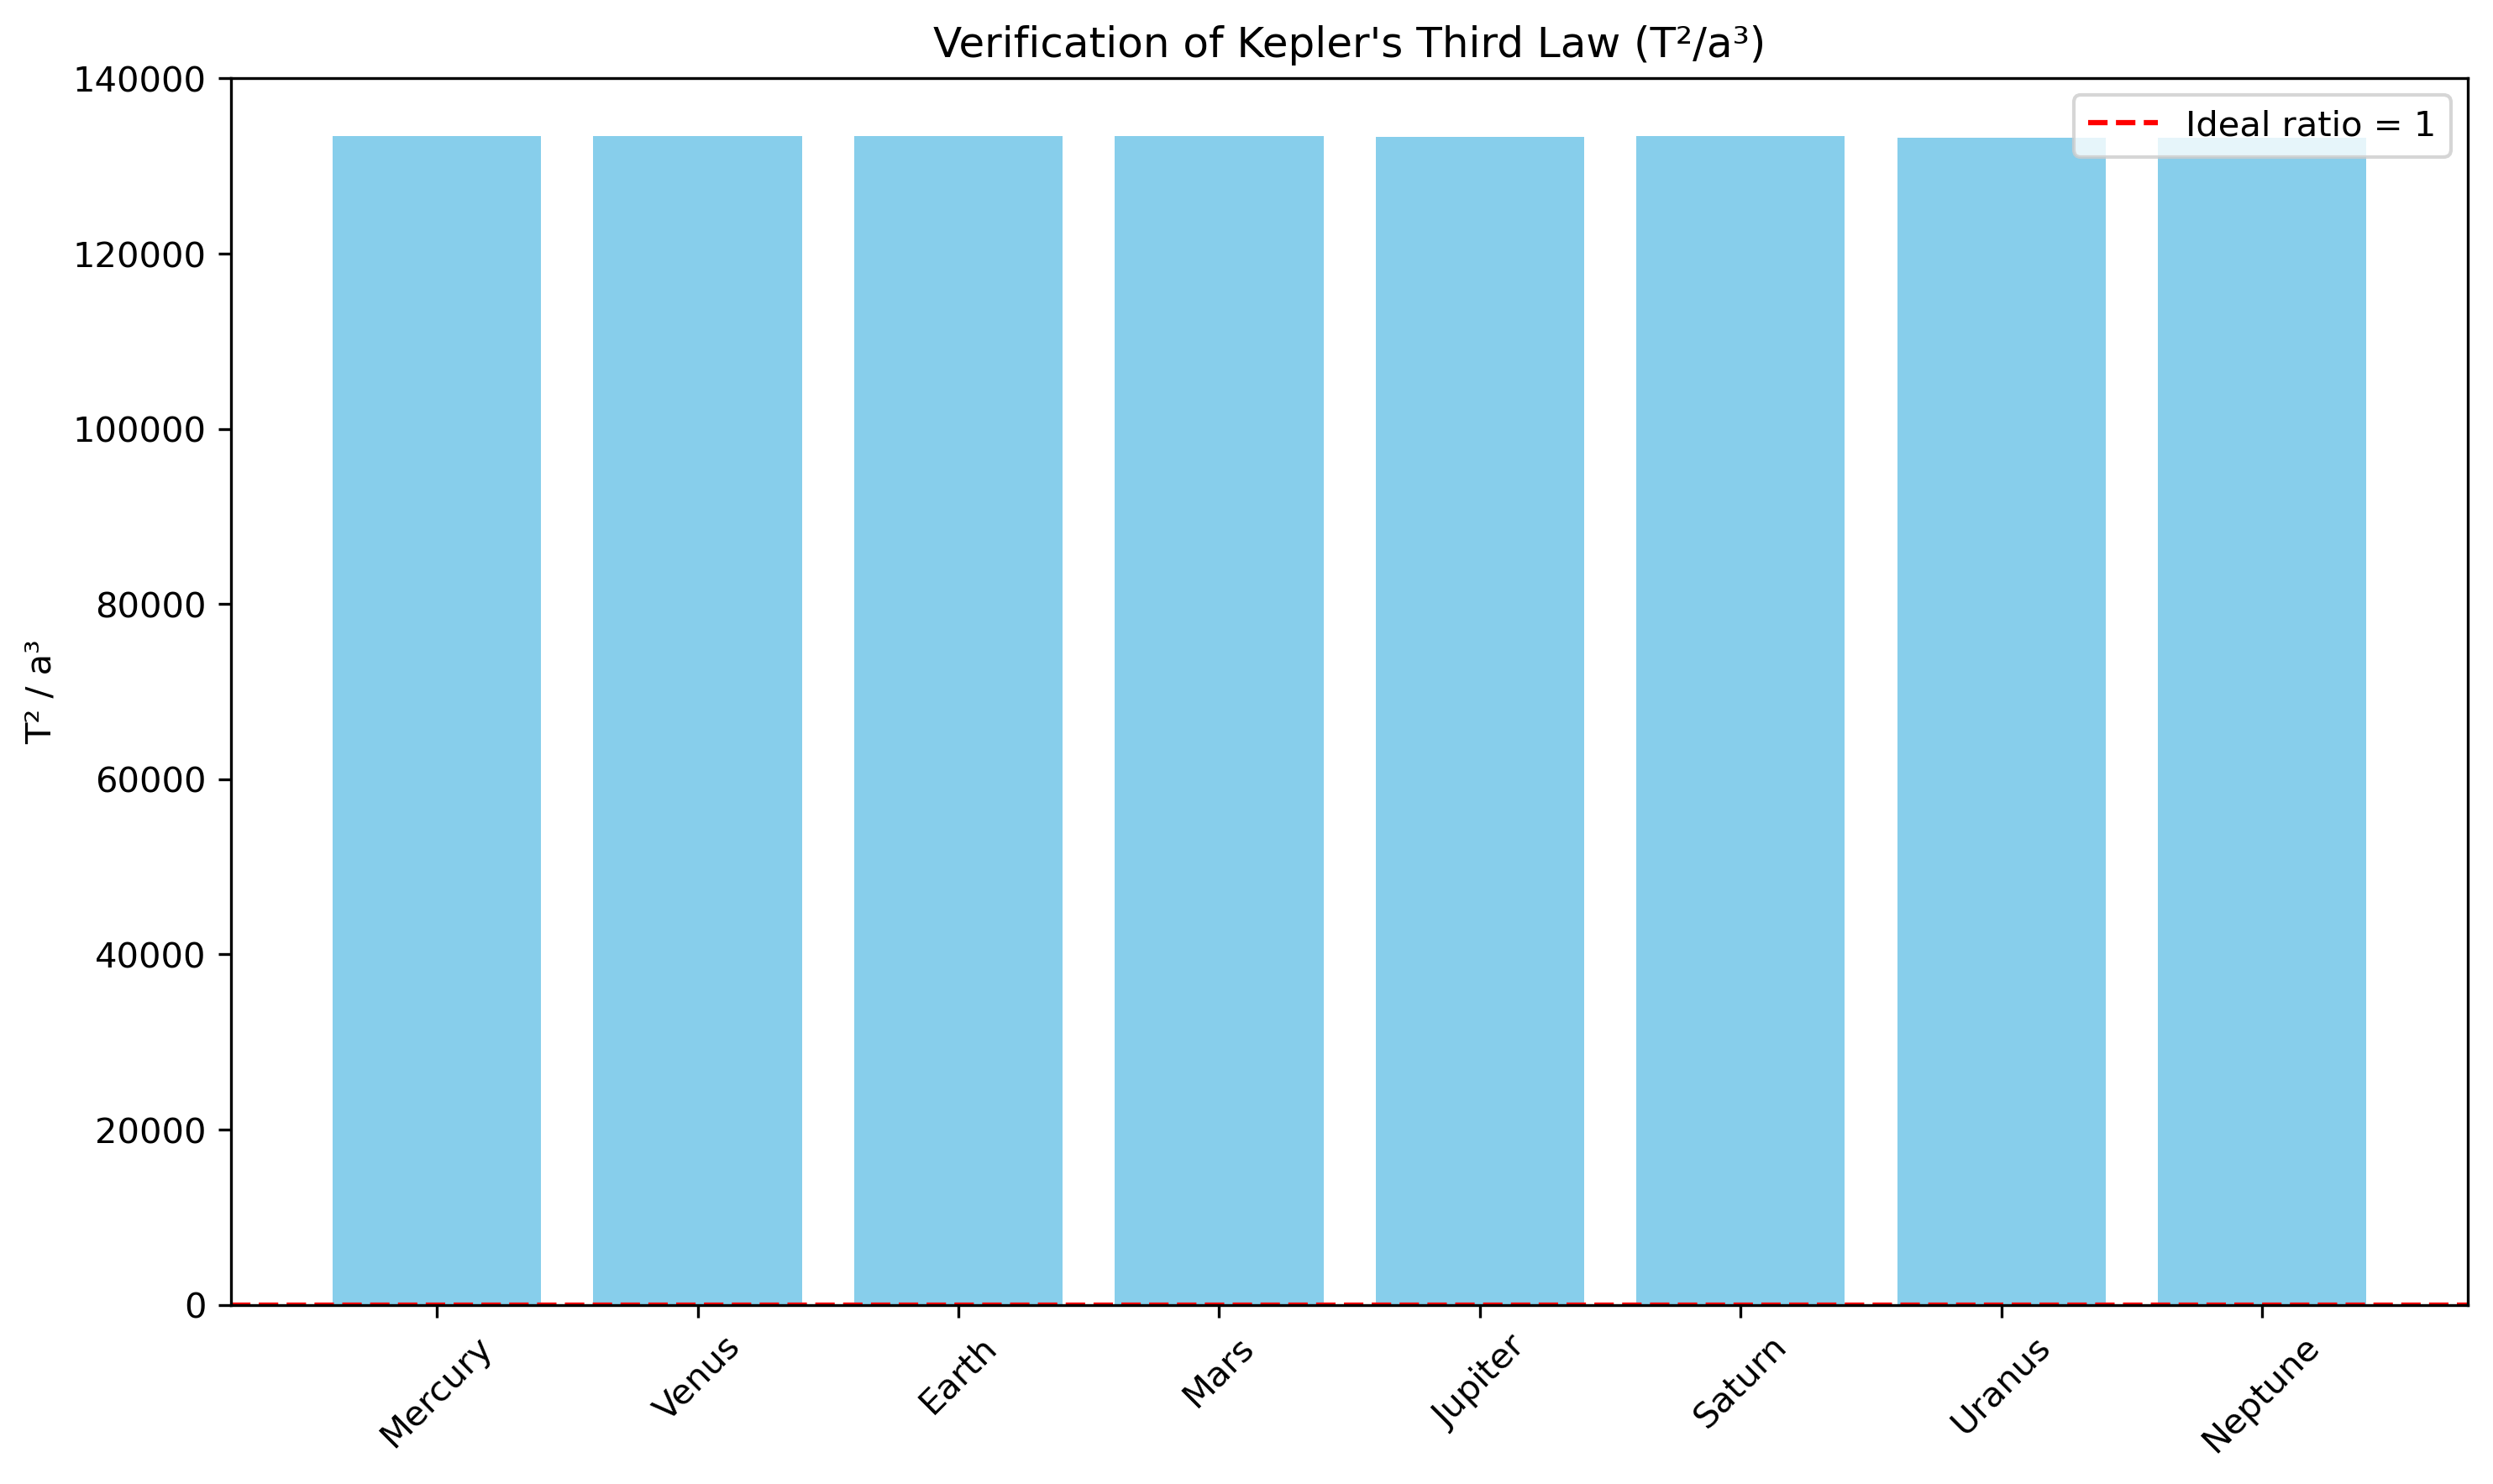 Verification of Kepler's Third Law (T²/a³)
Ideal ratio = 1
T² / a³
140000
120000
100000
80000
60000
40000
20000
0
Mercury
Venus
Earth
Mars
Jupiter
Saturn
Uranus
Neptune